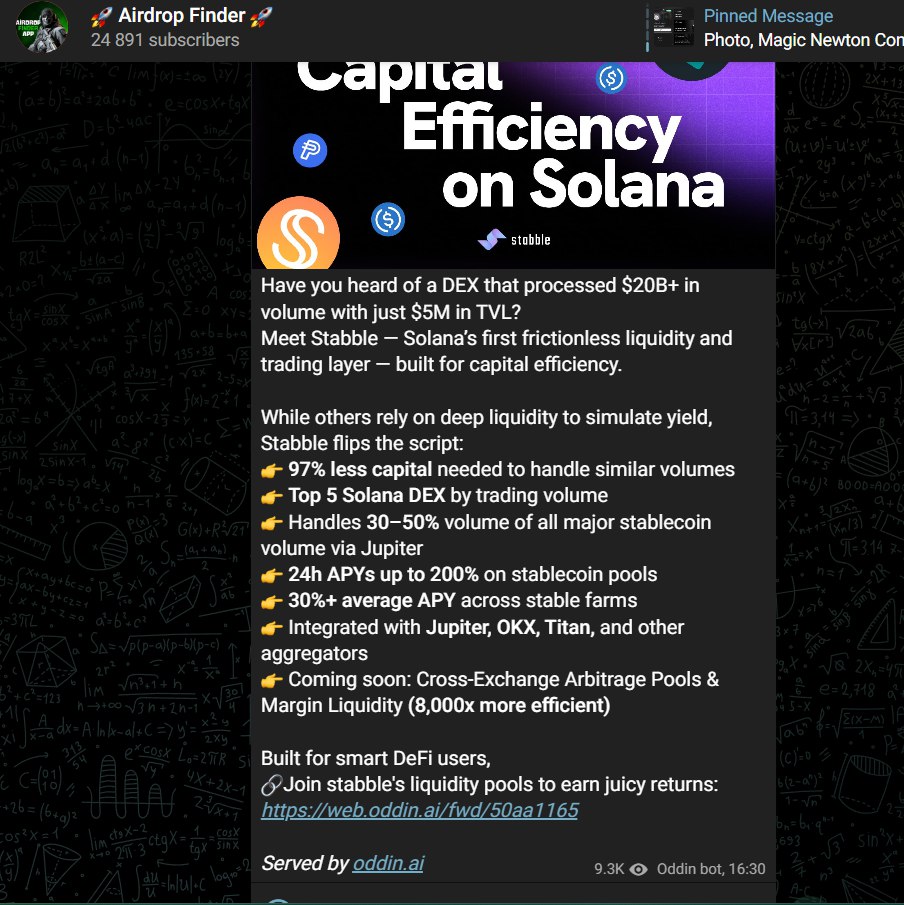 🚀 Airdrop Finder 🚀
24 891 subscribers
AIRDROP
FINDER
APP
Pinned Message
Photo, Magic Newton Con
Capital
Efficiency
on Solana
stabble
Have you heard of a DEX that processed $20B+ in
volume with just $5M in TVL?
Meet Stabble — Solana’s first frictionless liquidity and
trading layer — built for capital efficiency.
While others rely on deep liquidity to simulate yield,
Stabble flips the script:
👉 97% less capital needed to handle similar volumes
👉 Top 5 Solana DEX by trading volume
👉 Handles 30–50% volume of all major stablecoin
volume via Jupiter
👉 24h APYs up to 200% on stablecoin pools
👉 30%+ average APY across stable farms
👉 Integrated with Jupiter, OKX, Titan, and other
aggregators
👉 Coming soon: Cross-Exchange Arbitrage Pools &
Margin Liquidity (8,000x more efficient)
Built for smart DeFi users,
🔗Join stabble's liquidity pools to earn juicy returns:
https://web.oddin.ai/fwd/50aa1165
Served by oddin.ai
9.3K Oddin bot, 16:30